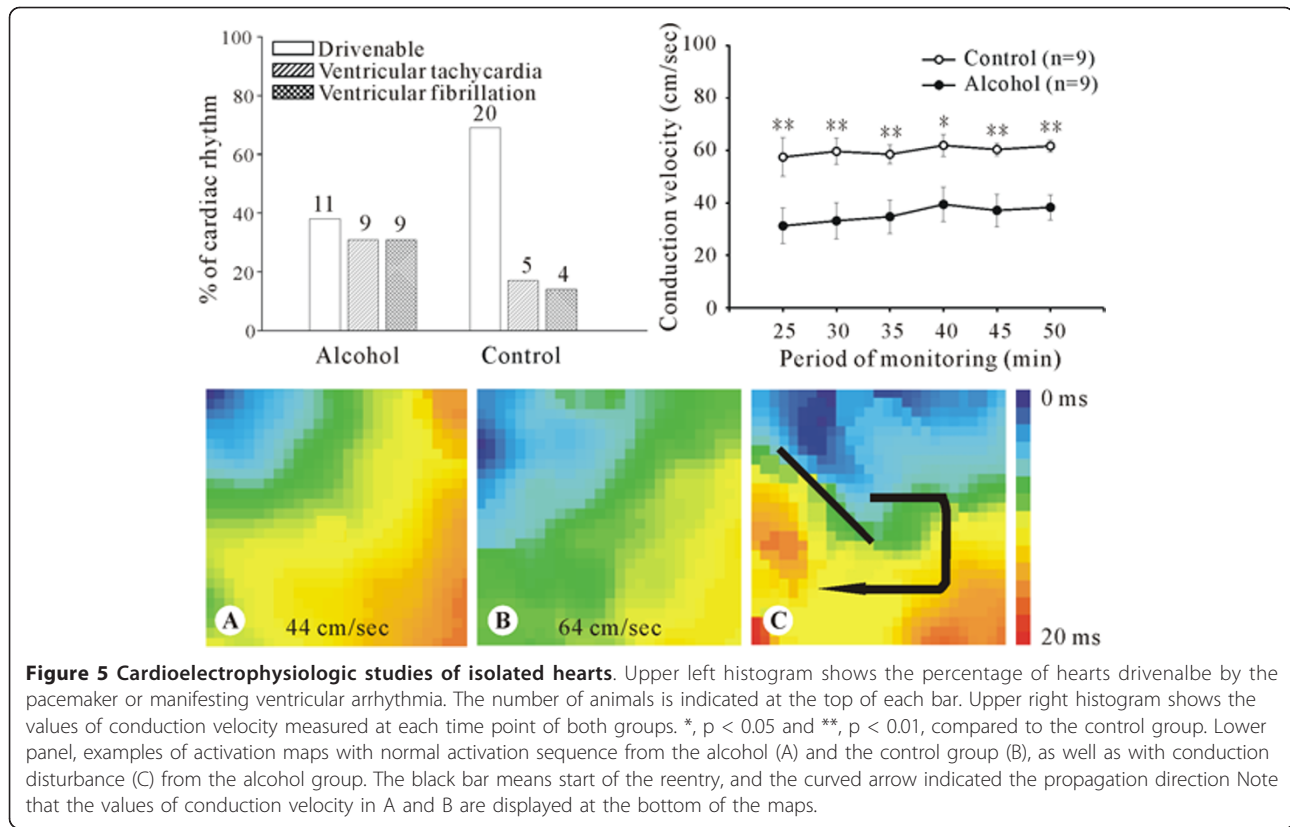 100
80
60
40
20
0
% of cardiac rhythm
Drivenable
Ventricular tachycardia
Ventricular fibrillation
11
9
9
20
5
4
Alcohol
Control
100
80
60
40
20
0
Conduction velocity (cm/sec)
Control (n=9)
Alcohol (n=9)
** ** ** * ** **
25 30 35 40 45 50
Period of monitoring (min)
A
44 cm/sec
B
64 cm/sec
C
0 ms
20 ms
Figure 5 Cardioelectrophysiologic studies of isolated hearts. Upper left histogram shows the percentage of hearts drivenalbe by the
pacemaker or manifesting ventricular arrhythmia. The number of animals is indicated at the top of each bar. Upper right histogram shows the
values of conduction velocity measured at each time point of both groups. *, p < 0.05 and **, p < 0.01, compared to the control group. Lower
panel, examples of activation maps with normal activation sequence from the alcohol (A) and the control group (B), as well as with conduction
disturbance (C) from the alcohol group. The black bar means start of the reentry, and the curved arrow indicated the propagation direction Note
that the values of conduction velocity in A and B are displayed at the bottom of the maps.